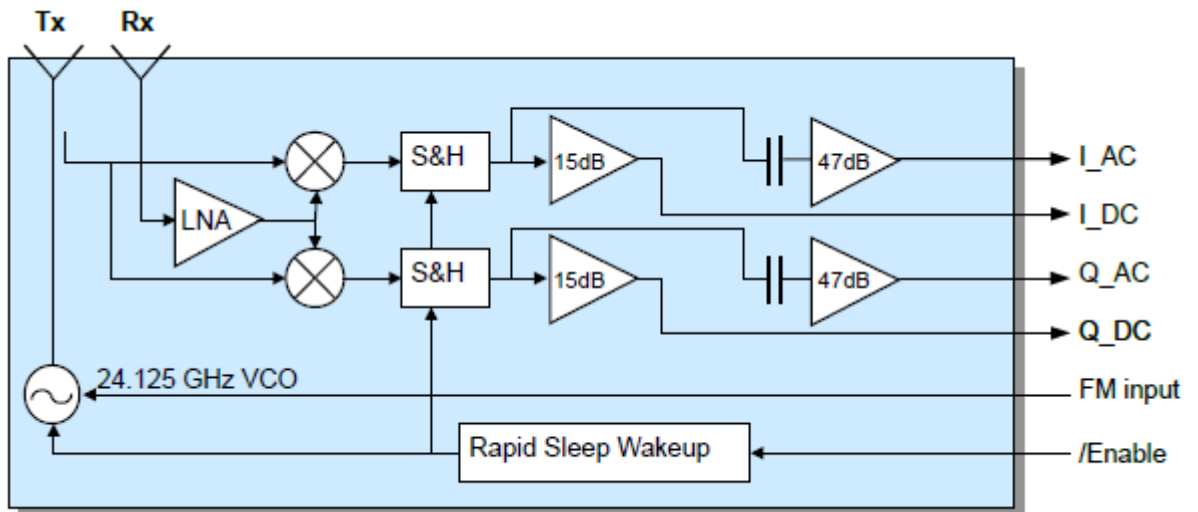 Tx Rx
S&H 15dB 47dB I_AC
I_DC
LNA
S&H 15dB 47dB Q_AC
Q_DC
24.125 GHz VCO FM input
Rapid Sleep Wakeup /Enable